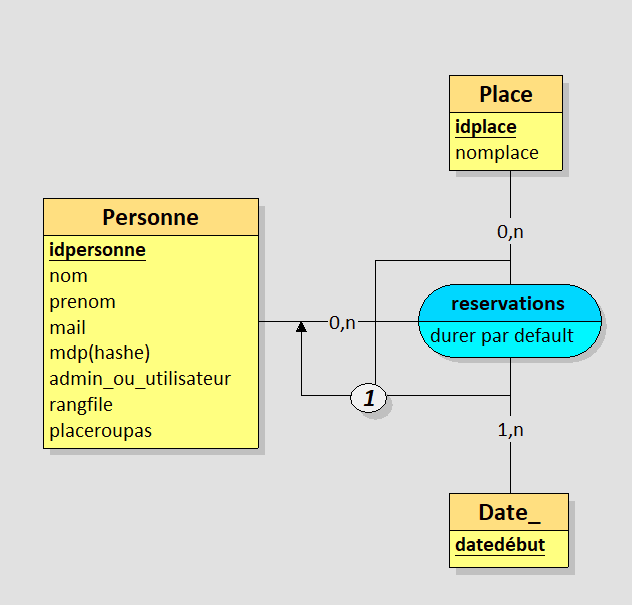 Place
idplace
nomplace
0,n
Personne
idpersonne
nom
prenom
mail
mdp(hashe)
admin_ou_utilisateur
rangfile
placeroupas
0,n
reservations
durer par default
1
1,n
Date_
datedébut